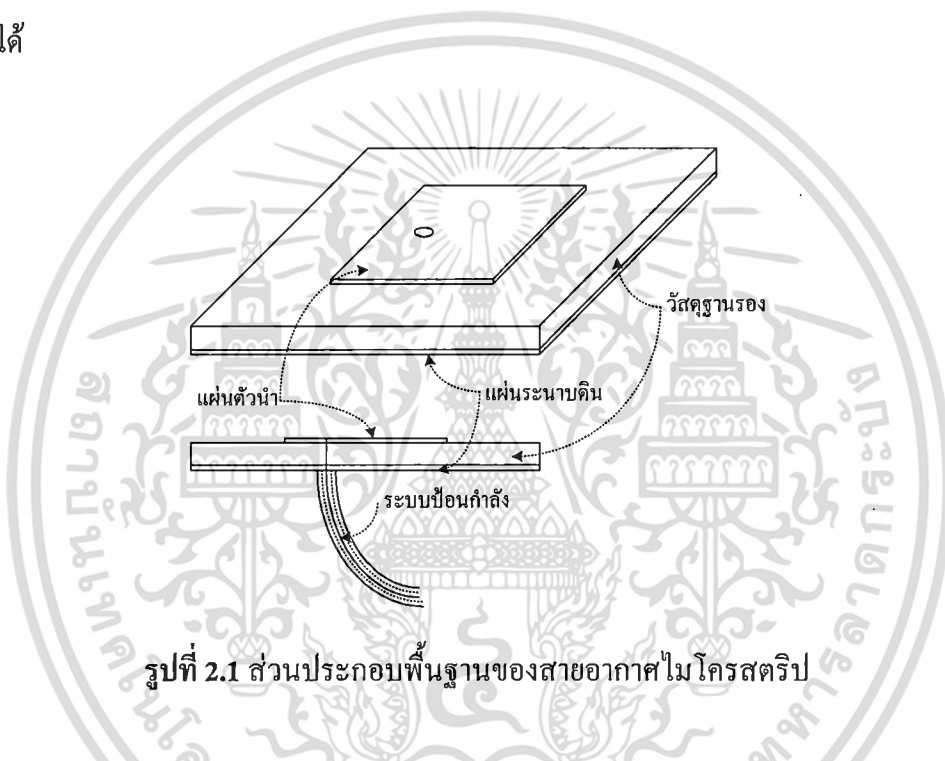 ได้
วัสดุฐานรอง
แผ่นตัวนำ
แผ่นระนาบดิน
ระบบป้อนกำลัง
รูปที่ 2.1 ส่วนประกอบพื้นฐานของสายอากาศไมโครสตริป